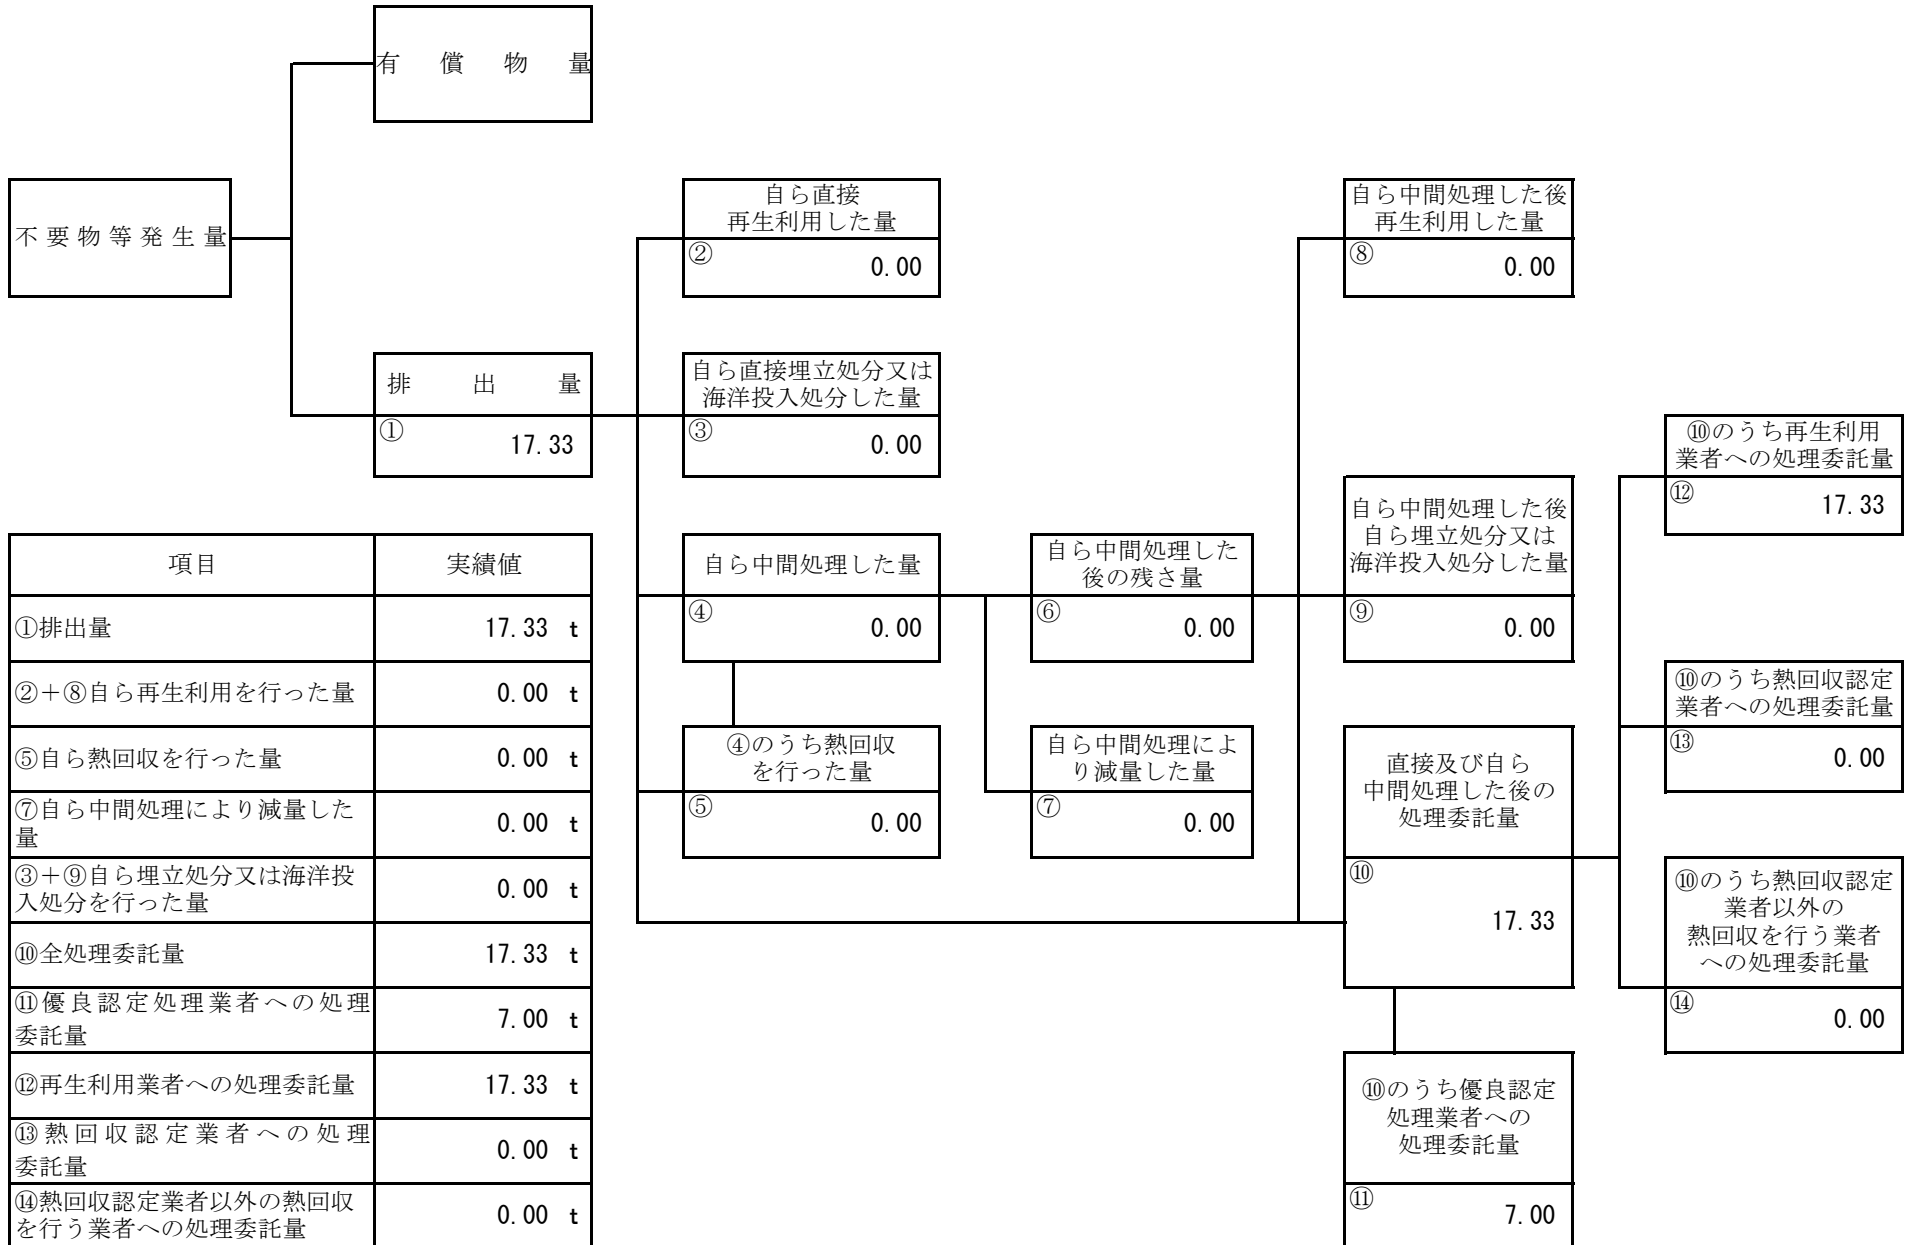 有償物量
不要物等発生量
自ら直接
再生利用した量
②
0.00
自ら中間処理した後
再生利用した量
⑧
0.00
排出量
①
17.33
自ら直接埋立処分又は
海洋投入処分した量
③
0.00
⑩のうち再生利用
業者への処理委託量
⑫
17.33
自ら中間処理した量
④
0.00
自ら中間処理した
後の残さ量
⑥
0.00
自ら中間処理した後
自ら埋立処分又は
海洋投入処分した量
⑨
0.00
④のうち熱回収
を行った量
⑤
0.00
自ら中間処理によ
り減量した量
⑦
0.00
直接及び自ら
中間処理した後の
処理委託量
⑩
17.33
⑩のうち熱回収認定
業者への処理委託量
⑬
0.00
⑩のうち熱回収認定
業者以外の
熱回収を行う業者
への処理委託量
⑭
0.00
⑩のうち優良認定
処理業者への
処理委託量
⑪
7.00
項目 実績値
①排出量 17.33 t
②＋⑧自ら再生利用を行った量 0.00 t
⑤自ら熱回収を行った量 0.00 t
⑦自ら中間処理により減量した
量 0.00 t
③＋⑨自ら埋立処分又は海洋投
入処分を行った量 0.00 t
⑩全処理委託量 17.33 t
⑪優良認定処理業者への処理
委託量 7.00 t
⑫再生利用業者への処理委託量 17.33 t
⑬熱回収認定業者への処理
委託量 0.00 t
⑭熱回収認定業者以外の熱回収
を行う業者への処理委託量 0.00 t